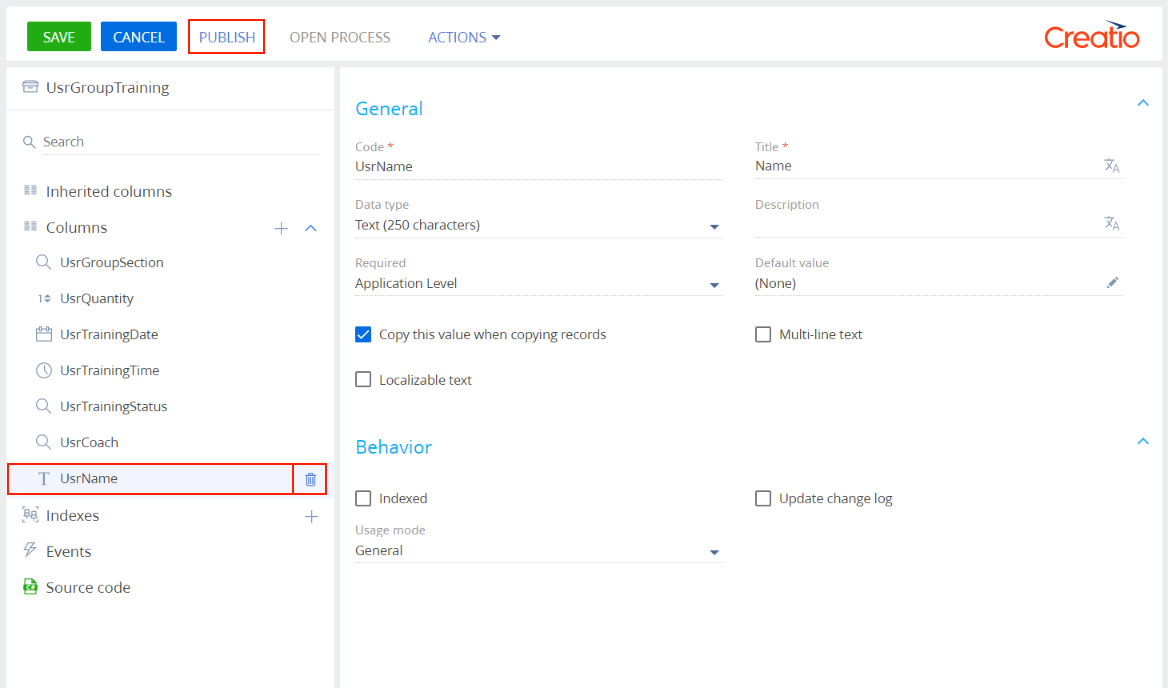 SAVE CANCEL PUBLISH OPEN PROCESS ACTIONS Creatio
UsrGroupTraining
Search
Inherited columns
Columns
UsrGroupSection
UsrQuantity
UsrTrainingDate
UsrTrainingTime
UsrTrainingStatus
UsrCoach
UsrName
Indexes
Events
Source code
General
Code *
UsrName
Title *
Name
Data type
Text (250 characters)
Description
Required
Application Level
Default value
(None)
Copy this value when copying records
Multi-line text
Localizable text
Behavior
Indexed
Update change log
Usage mode
General